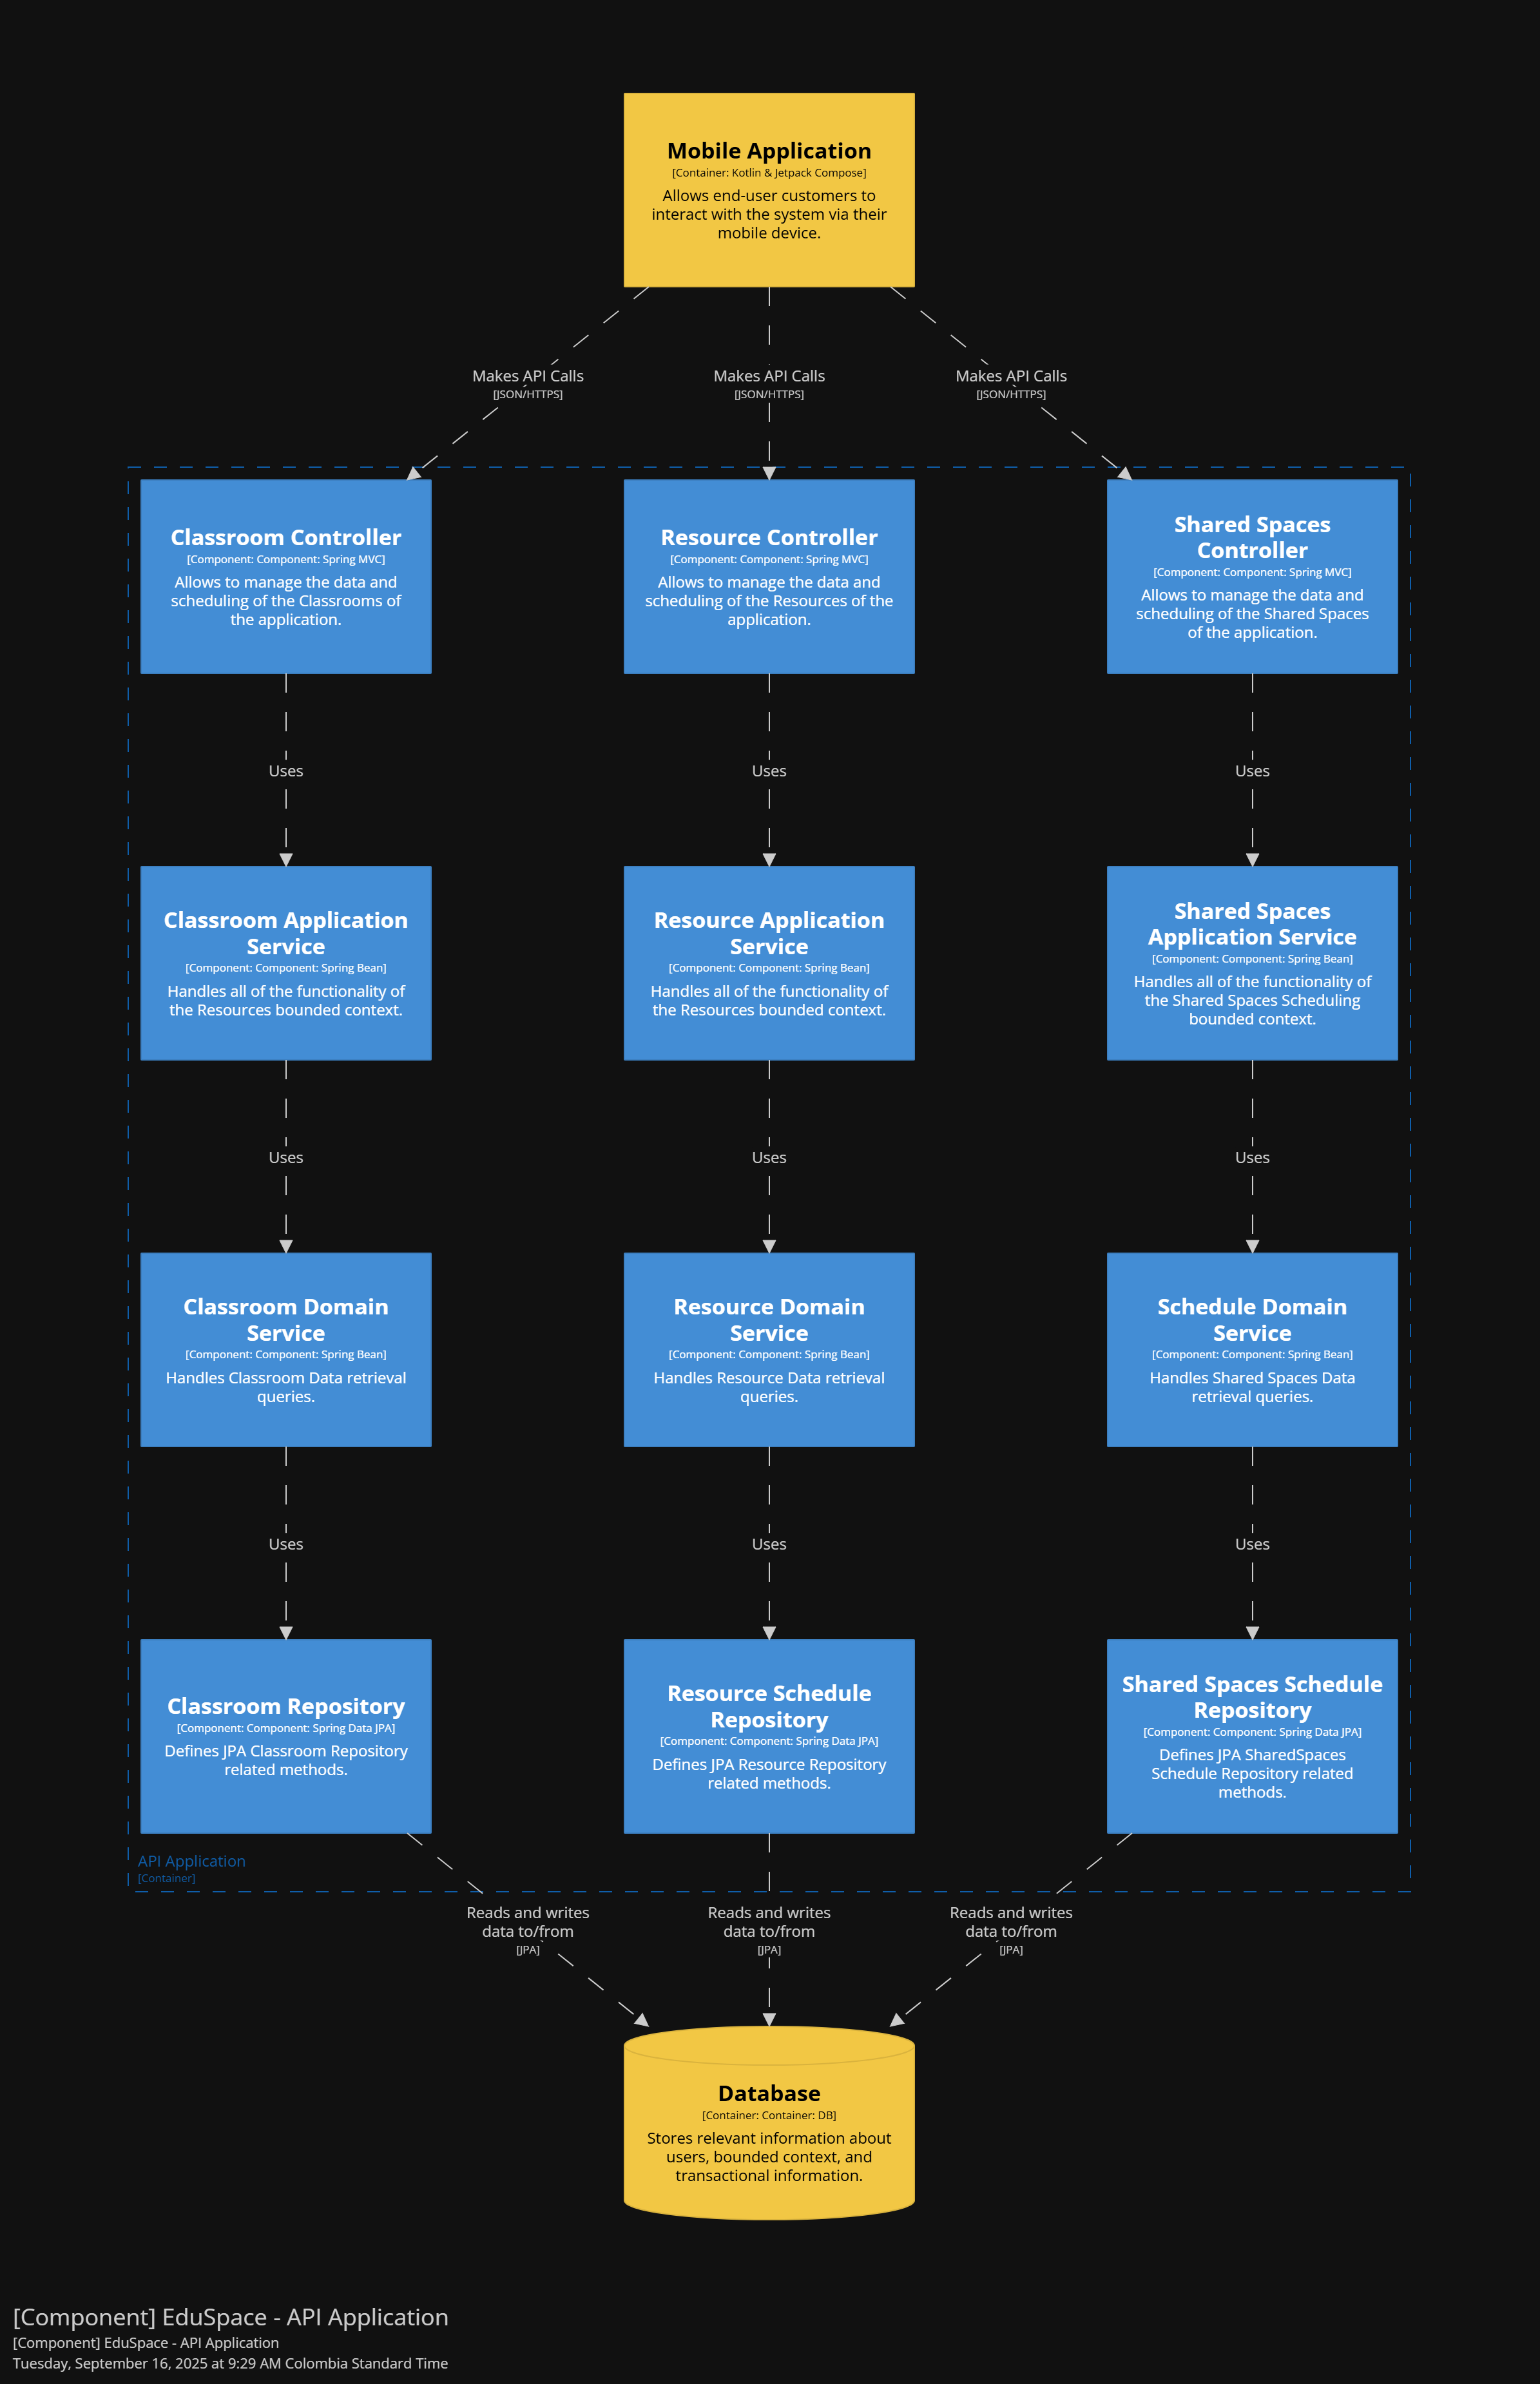 Mobile Application
[Container: Kotlin & Jetpack Compose]
Allows end-user customers to
interact with the system via their
mobile device.
Makes API Calls
[JSON/HTTPS]
Makes API Calls
[JSON/HTTPS]
Makes API Calls
[JSON/HTTPS]
Classroom Controller
[Component: Component: Spring MVC]
Allows to manage the data and
scheduling of the Classrooms of
the application.
Resource Controller
[Component: Component: Spring MVC]
Allows to manage the data and
scheduling of the Resources of the
application.
Shared Spaces
Controller
[Component: Component: Spring MVC]
Allows to manage the data and
scheduling of the Shared Spaces
of the application.
Uses
Uses
Uses
Classroom Application
Service
[Component: Component: Spring Bean]
Handles all of the functionality of
the Resources bounded context.
Resource Application
Service
[Component: Component: Spring Bean]
Handles all of the functionality of
the Resources bounded context.
Shared Spaces
Application Service
[Component: Component: Spring Bean]
Handles all of the functionality of
the Shared Spaces Scheduling
bounded context.
Uses
Uses
Uses
Classroom Domain
Service
[Component: Component: Spring Bean]
Handles Classroom Data retrieval
queries.
Resource Domain
Service
[Component: Component: Spring Bean]
Handles Resource Data retrieval
queries.
Schedule Domain
Service
[Component: Component: Spring Bean]
Handles Shared Spaces Data
retrieval queries.
Uses
Uses
Uses
Classroom Repository
[Component: Component: Spring Data JPA]
Defines JPA Classroom Repository
related methods.
Resource Schedule
Repository
[Component: Component: Spring Data JPA]
Defines JPA Resource Repository
related methods.
Shared Spaces Schedule
Repository
[Component: Component: Spring Data JPA]
Defines JPA SharedSpaces
Schedule Repository related
methods.
API Application
[Container]
Reads and writes
data to/from
[JPA]
Reads and writes
data to/from
[JPA]
Reads and writes
data to/from
[JPA]
Database
[Container: Container: DB]
Stores relevant information about
users, bounded context, and
transactional information.
[Component] EduSpace - API Application
[Component] EduSpace - API Application
Tuesday, September 16, 2025 at 9:29 AM Colombia Standard Time